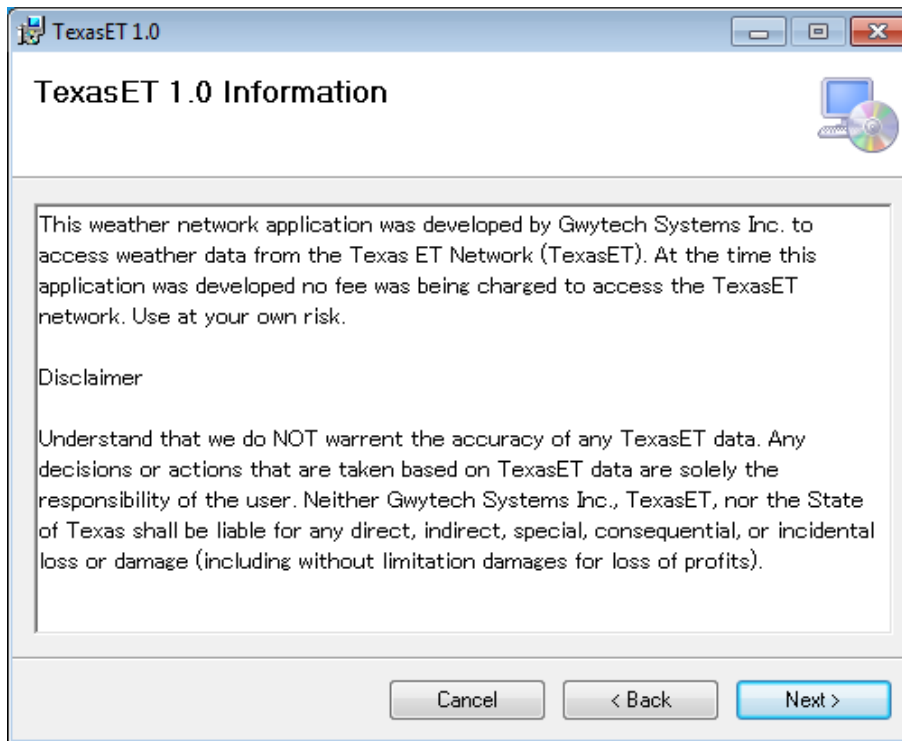 TexasET 1.0
TexasET 1.0 Information
This weather network application was developed by Gwytech Systems Inc. to
access weather data from the Texas ET Network (TexasET). At the time this
application was developed no fee was being charged to access the TexasET
network. Use at your own risk.
Disclaimer
Understand that we do NOT warrent the accuracy of any TexasET data. Any
decisions or actions that are taken based on TexasET data are solely the
responsibility of the user. Neither Gwytech Systems Inc., TexasET, nor the State
of Texas shall be liable for any direct, indirect, special, consequential, or incidental
loss or damage (including without limitation damages for loss of profits).
Cancel < Back Next >